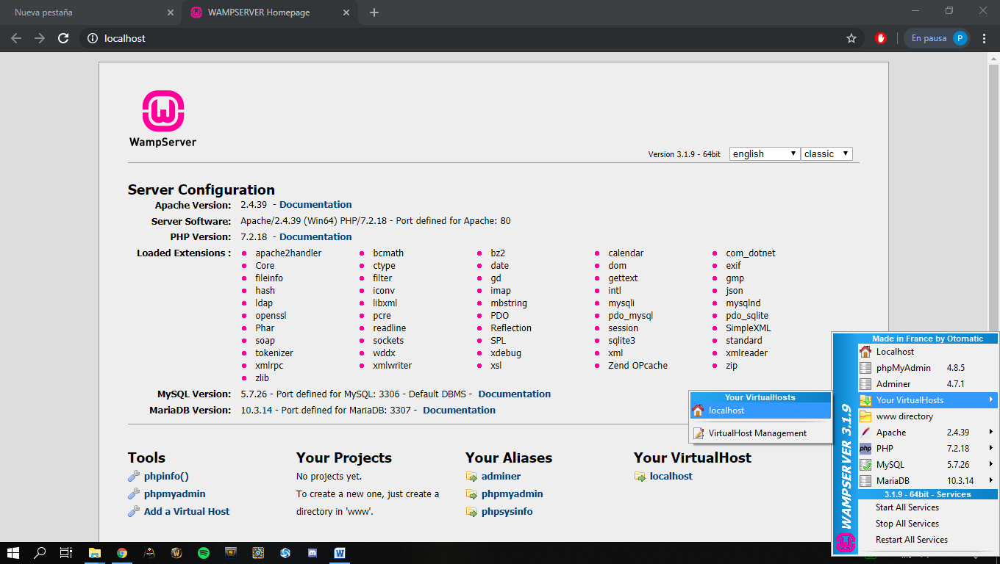 Nueva pestaña
WAMPSERVER Homepage
localhost
En pausa
P
WampServer
Version 3.1.9 - 64bit english classic
Server Configuration
Apache Version: 2.4.39 - Documentation
Server Software: Apache/2.4.39 (Win64) PHP/7.2.18 - Port defined for Apache: 80
PHP Version: 7.2.18 - Documentation
Loaded Extensions : apache2handler bcmath bz2 calendar com_dotnet
Core ctype date dom exif
fileinfo filter gd gettext gmp
hash iconv imap intl json
ldap libxml mbstring mysqli mysqlnd
openssl pcre PDO pdo_mysql pdo_sqlite
Phar readline Reflection session SimpleXML
soap sockets SPL sqlite3 standard
tokenizer wddx xdebug xml xmlreader
xmlrpc xmlwriter xsl Zend OPcache zip
zlib
MySQL Version: 5.7.26 - Port defined for MySQL: 3306 - Default DBMS - Documentation
MariaDB Version: 10.3.14 - Port defined for MariaDB: 3307 - Documentation
Tools
phpinfo()
phpmyadmin
Add a Virtual Host
Your Projects
No projects yet.
To create a new one, just create a
directory in 'www'.
Your Aliases
adminer
phpmyadmin
phpsysinfo
Your VirtualHost
localhost
Your VirtualHosts
localhost
VirtualHost Management
WAMPSERVER 3.1.9
Made in France by Otomatic
Localhost
phpMyAdmin 4.8.5
Adminer 4.7.1
Your VirtualHosts
www directory
Apache 2.4.39
php PHP 7.2.18
MySQL 5.7.26
MariaDB 10.3.14
3.1.9 - 64bit - Services
Start All Services
Stop All Services
Restart All Services